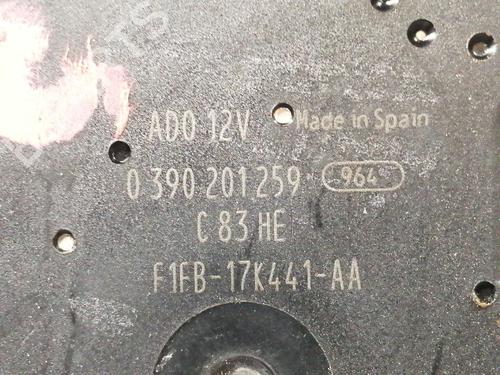 ADO 12V Made in Spain
0 390 201 259 964
C 83 HE
F1FB-17K441-AA